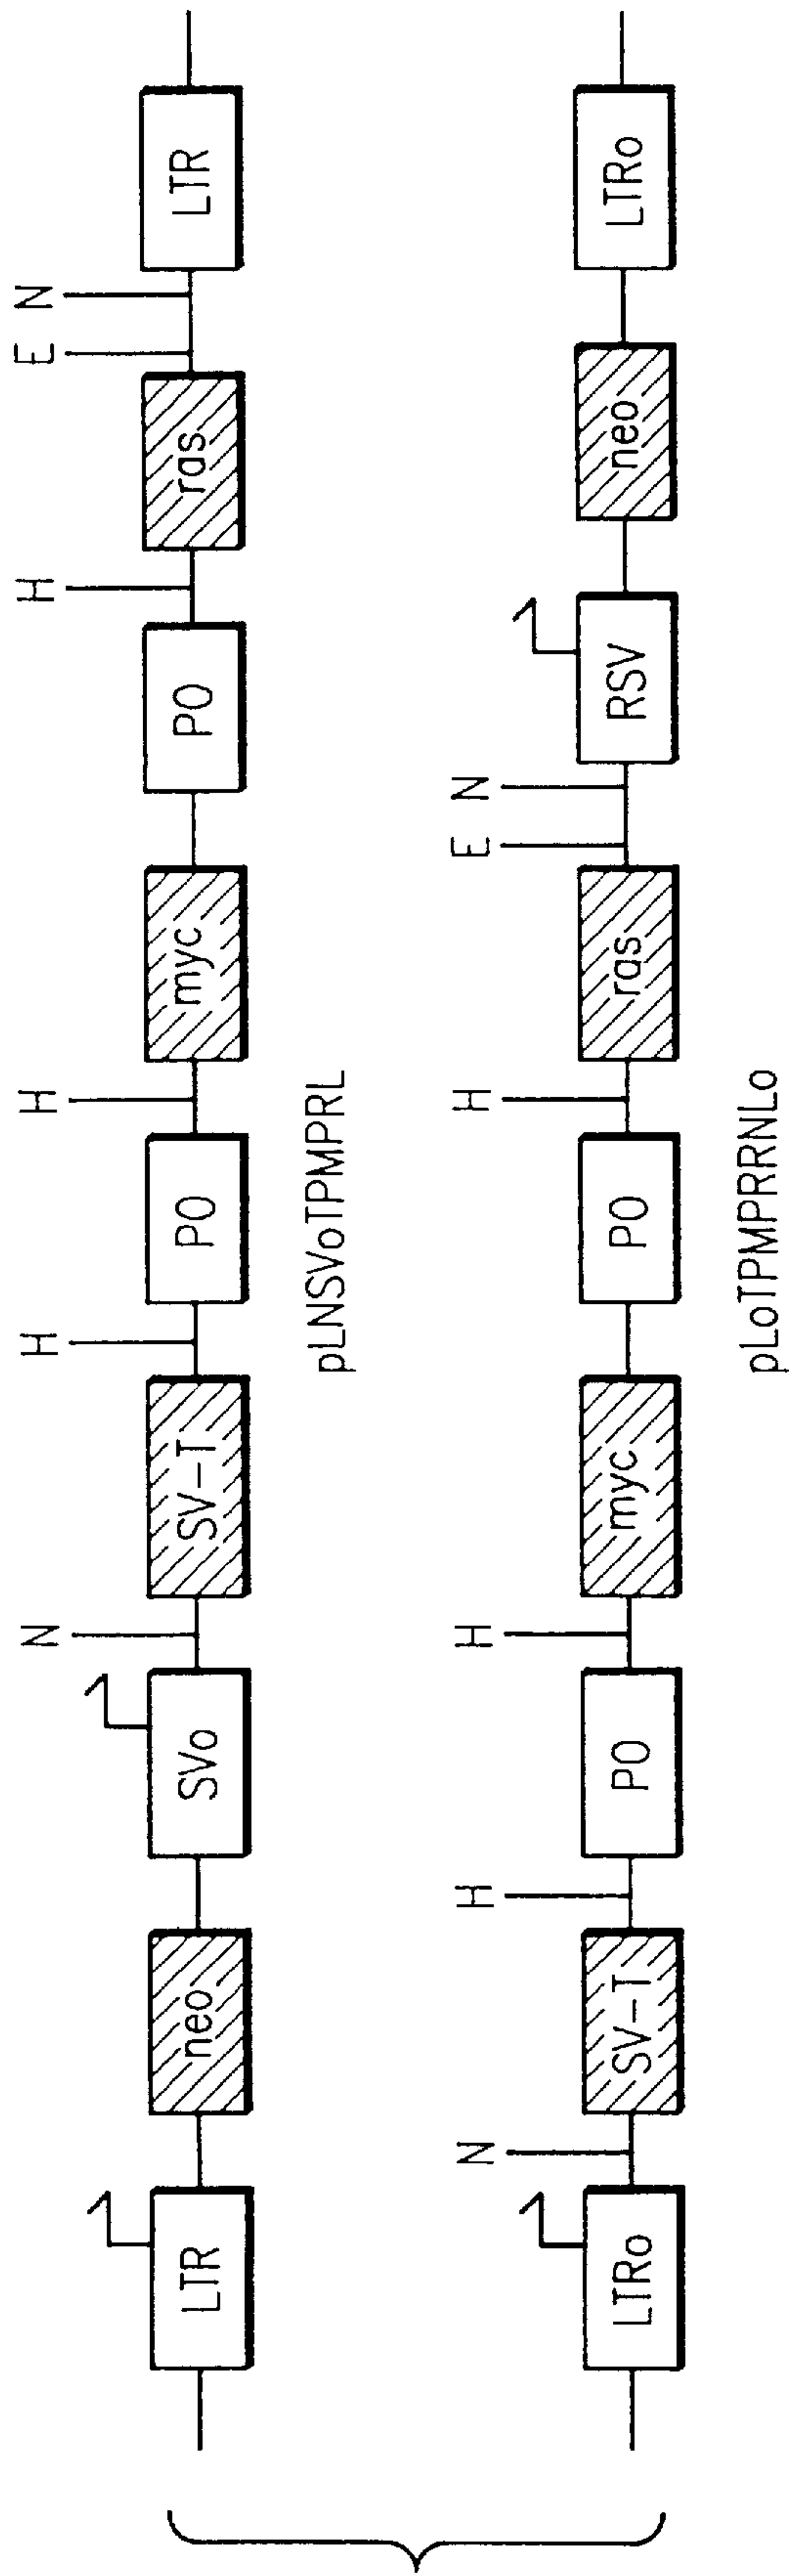 N H H H E N
LTR neo SVo SV-T PO myc PO ras LTR
pLNSVoTPMPRL
N H H H E N
LTRo SV-T PO myc PO ras RSV neo LTRo
pLoTPMPRRNLo